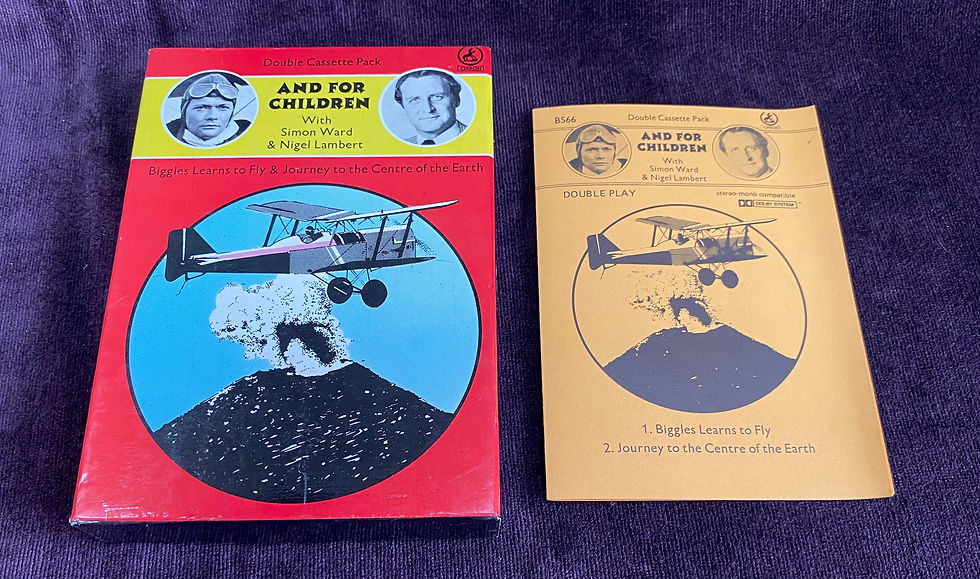 Double Cassette Pack
AND FOR
CHILDREN
With
Simon Ward
& Nigel Lambert
Biggles Learns to Fly & Journey to the Centre of the Earth
B566
Double Cassette Pack
AND FOR
CHILDREN
With
Simon Ward
& Nigel Lambert
DOUBLE PLAY
stereo-mono compatible
DOLBY SYSTEM
1. Biggles Learns to Fly
2. Journey to the Centre of the Earth